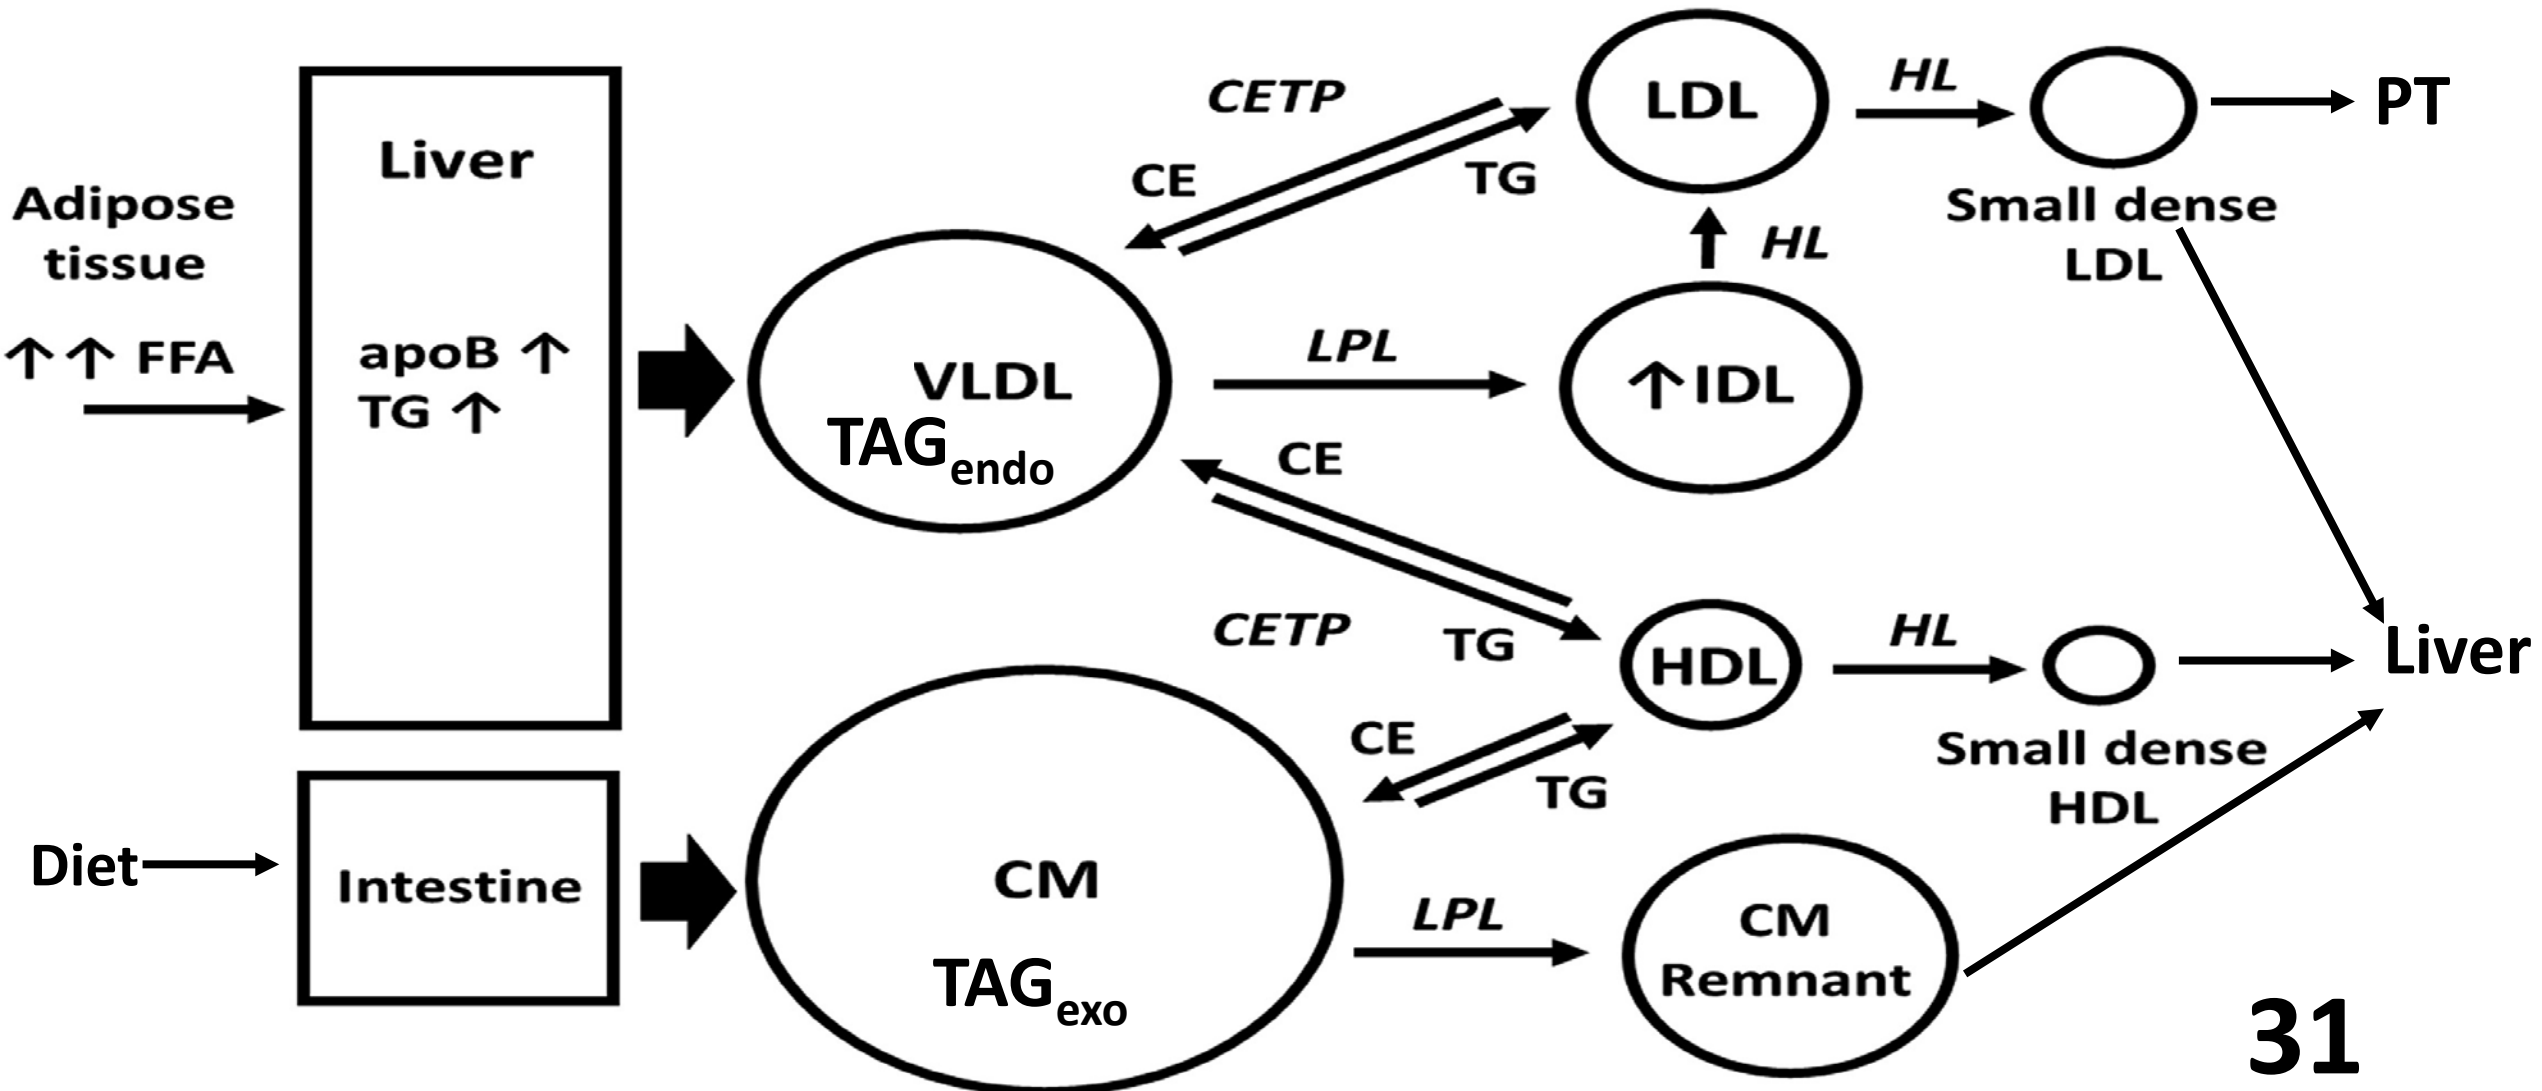 Adipose
tissue
↑ ↑ FFA
Liver
apoB ↑
TG ↑
VLDL
TAGendo
CETP
CE
TG
LDL
HL
Small dense
LDL
PT
HL
LPL
↑ IDL
CE
CETP
TG
HDL
HL
Small dense
HDL
Liver
Diet
Intestine
CM
TAGexo
CE
TG
LPL
CM
Remnant
31